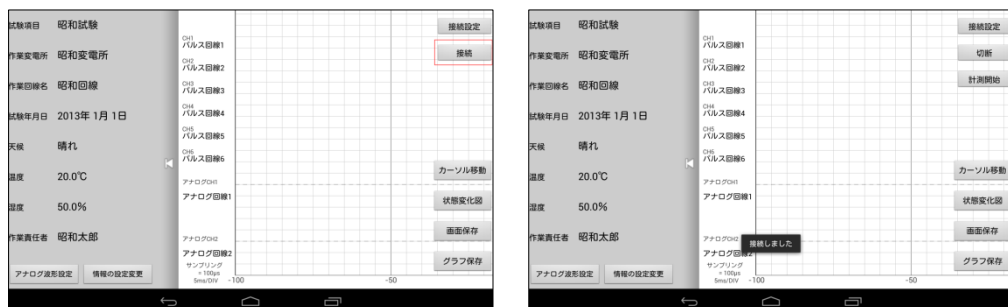 試験項目 昭和試験
作業変電所 昭和変電所
作業回線名 昭和回線
試験年月日 2013年 1月 1日
天候 晴れ
温度 20.0℃
湿度 50.0%
作業責任者 昭和太郎
アナログ波形設定 情報の設定変更
CH1
パルス回線1
CH2
パルス回線2
CH3
パルス回線3
CH4
パルス回線4
CH5
パルス回線5
CH6
パルス回線6
アナログCH1
アナログ回線1
アナログCH2
アナログ回線2
サンプリング
= 100μs
5ms/DIV
-100 -50
接続設定
接続
カーソル移動
状態変化図
画面保存
グラフ保存
試験項目 昭和試験
作業変電所 昭和変電所
作業回線名 昭和回線
試験年月日 2013年 1月 1日
天候 晴れ
温度 20.0℃
湿度 50.0%
作業責任者 昭和太郎
アナログ波形設定 情報の設定変更
CH1
パルス回線1
CH2
パルス回線2
CH3
パルス回線3
CH4
パルス回線4
CH5
パルス回線5
CH6
パルス回線6
アナログCH1
アナログ回線1
アナログCH2
アナログ回線2
サンプリング
= 100μs
5ms/DIV
-100 -50
接続しました
接続設定
切断
計測開始
カーソル移動
状態変化図
画面保存
グラフ保存